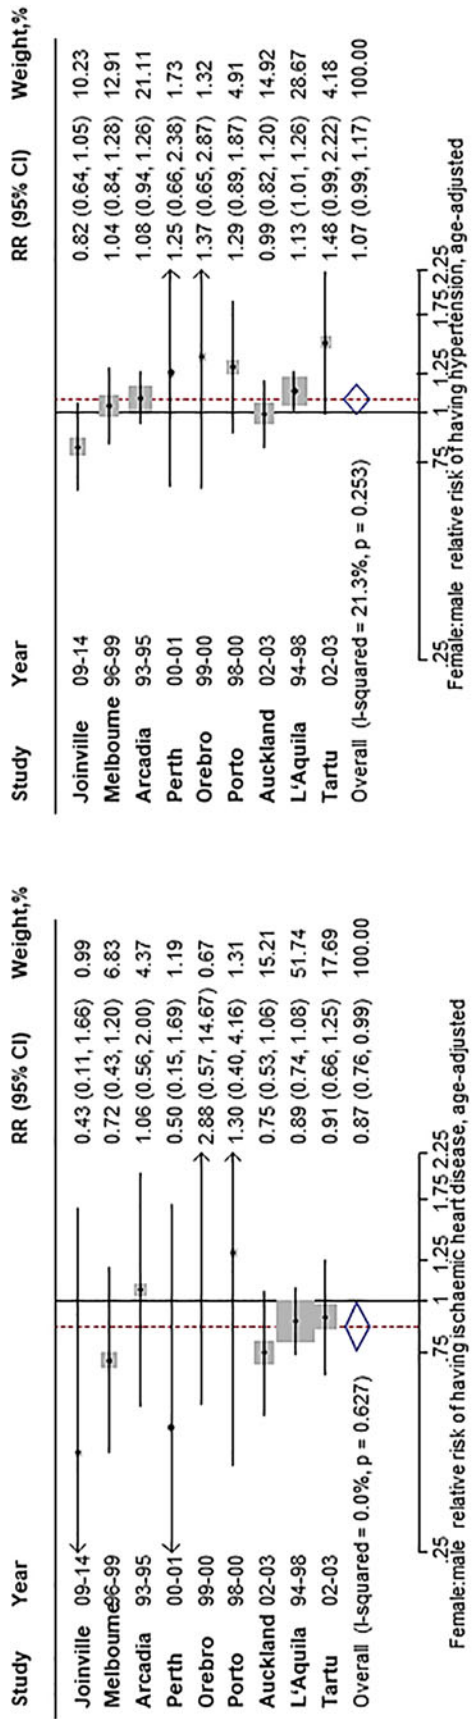 Study Year RR (95% CI) Weight,%
Joinville 09-14 0.43 (0.11, 1.66) 0.99
Melbourne 96-99 0.72 (0.43, 1.20) 6.83
Arcadia 93-95 1.06 (0.56, 2.00) 4.37
Perth 00-01 0.50 (0.15, 1.69) 1.19
Orebro 99-00 2.88 (0.57, 14.67) 0.67
Porto 98-00 1.30 (0.40, 4.16) 1.31
Auckland 02-03 0.75 (0.53, 1.06) 15.21
L'Aquila 94-98 0.89 (0.74, 1.08) 51.74
Tartu 02-03 0.91 (0.66, 1.25) 17.69
Overall (I-squared = 0.0%, p = 0.627) 0.87 (0.76, 0.99) 100.00
.25 .75 1 1.25 1.75 2.25
Female:male relative risk of having ischaemic heart disease, age-adjusted
Study Year RR (95% CI) Weight,%
Joinville 09-14 0.82 (0.64, 1.05) 10.23
Melbourne 96-99 1.04 (0.84, 1.28) 12.91
Arcadia 93-95 1.08 (0.94, 1.26) 21.11
Perth 00-01 1.25 (0.66, 2.38) 1.73
Orebro 99-00 1.37 (0.65, 2.87) 1.32
Porto 98-00 1.29 (0.89, 1.87) 4.91
Auckland 02-03 0.99 (0.82, 1.20) 14.92
L'Aquila 94-98 1.13 (1.01, 1.26) 28.67
Tartu 02-03 1.48 (0.99, 2.22) 4.18
Overall (I-squared = 21.3%, p = 0.253) 1.07 (0.99, 1.17) 100.00
.25 .75 1 1.25 1.75 2.25
Female:male relative risk of having hypertension, age-adjusted